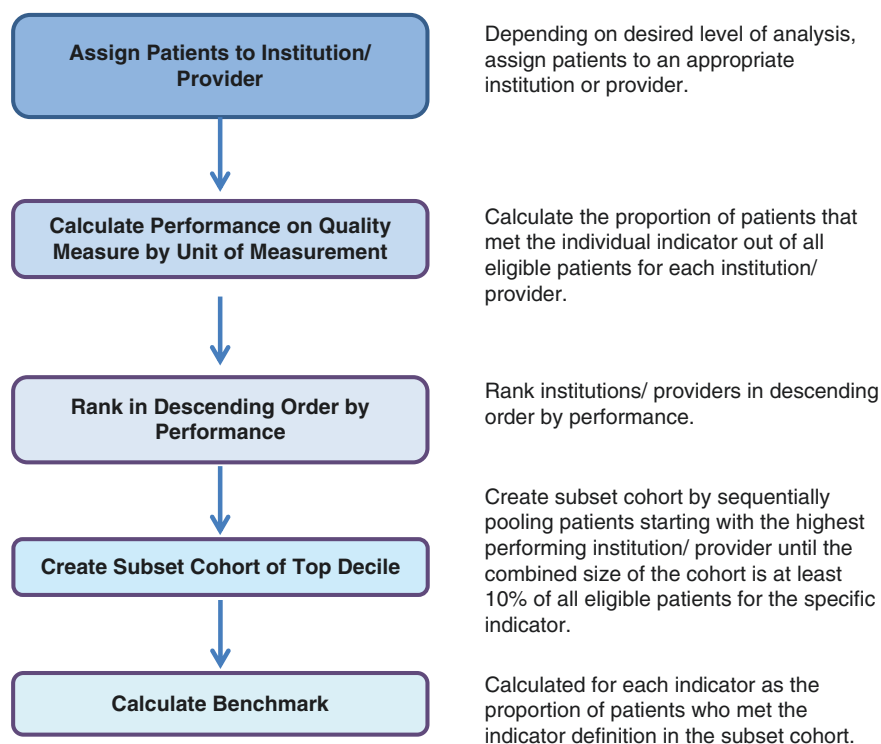 Assign Patients to Institution/
Provider
Depending on desired level of analysis,
assign patients to an appropriate
institution or provider.
Calculate Performance on Quality
Measure by Unit of Measurement
Calculate the proportion of patients that
met the individual indicator out of all
eligible patients for each institution/
provider.
Rank in Descending Order by
Performance
Rank institutions/ providers in descending
order by performance.
Create Subset Cohort of Top Decile
Create subset cohort by sequentially
pooling patients starting with the highest
performing institution/ provider until the
combined size of the cohort is at least
10% of all eligible patients for the specific
indicator.
Calculate Benchmark
Calculated for each indicator as the
proportion of patients who met the
indicator definition in the subset cohort.